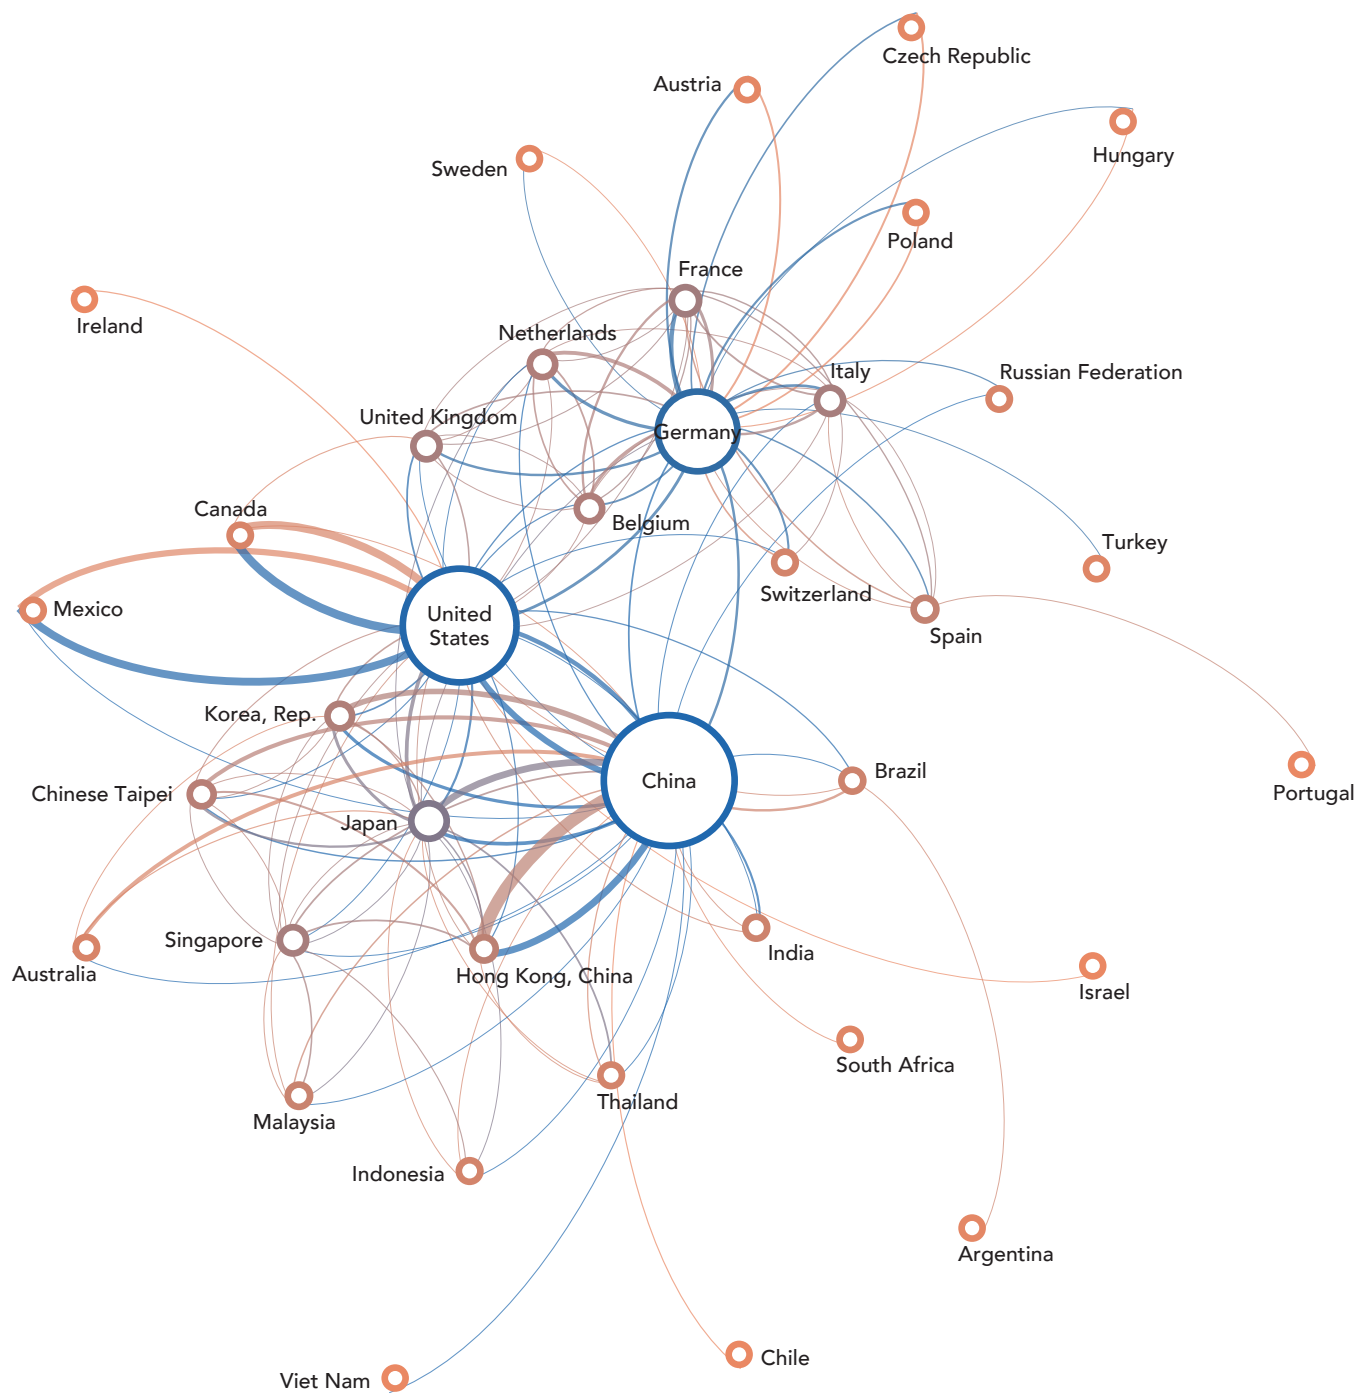 Czech Republic
Austria
Hungary
Sweden
Poland
France
Ireland
Netherlands
Italy
Russian Federation
United Kingdom
Germany
Canada
Belgium
Turkey
Switzerland
Mexico
United
States
Spain
Korea, Rep.
China
Brazil
Portugal
Chinese Taipei
Japan
Singapore
India
Australia
Hong Kong, China
Israel
South Africa
Thailand
Malaysia
Indonesia
Argentina
Chile
Viet Nam